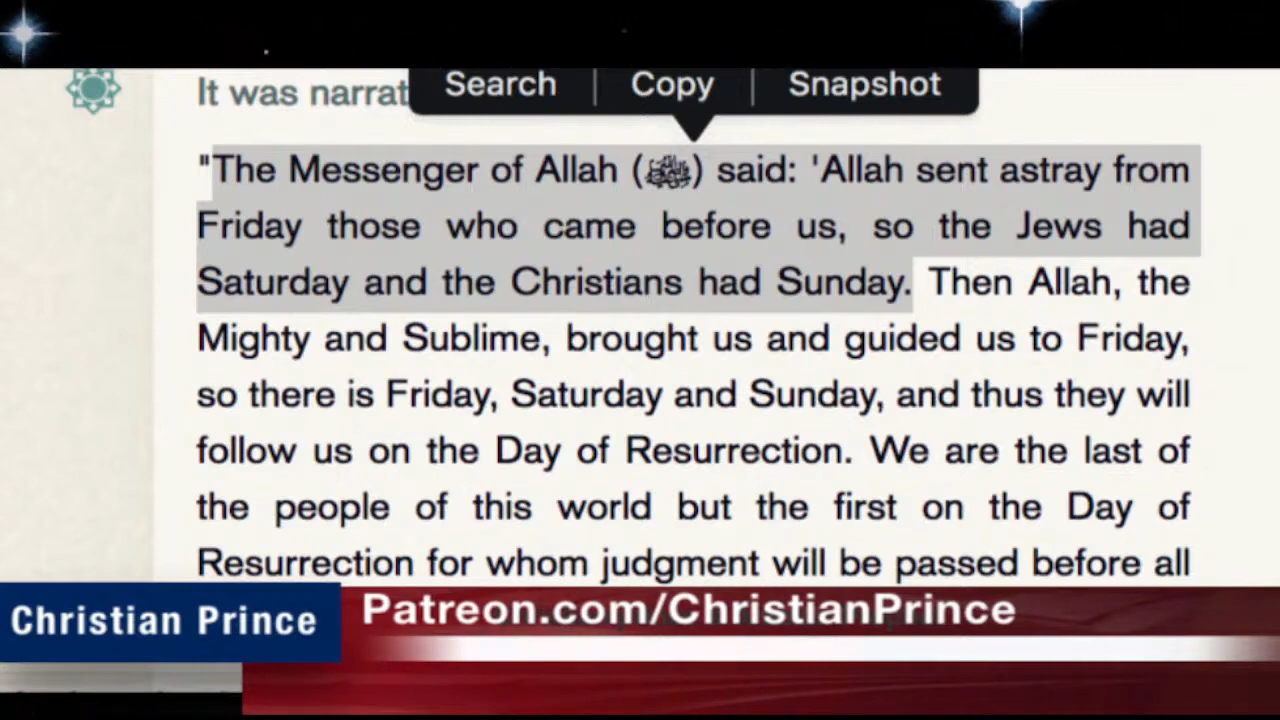 Search
Copy
Snapshot
It was narrat
"The Messenger of Allah (ﷺ) said: 'Allah sent astray from
Friday those who came before us, so the Jews had
Saturday and the Christians had Sunday. Then Allah, the
Mighty and Sublime, brought us and guided us to Friday,
so there is Friday, Saturday and Sunday, and thus they will
follow us on the Day of Resurrection. We are the last of
the people of this world but the first on the Day of
Resurrection for whom judgment will be passed before all
Christian Prince
Patreon.com/ChristianPrince